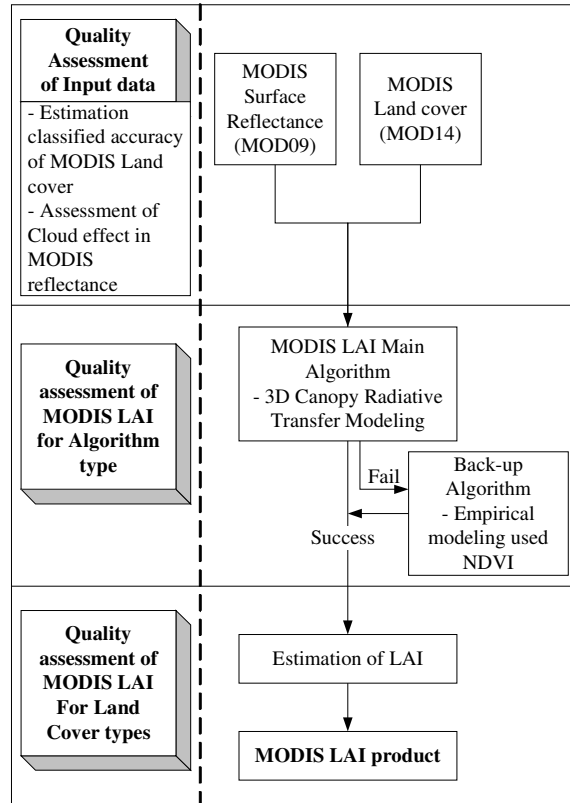 Quality
Assessment
of Input data
- Estimation
classified accuracy
of MODIS Land
cover
- Assessment of
Cloud effect in
MODIS
reflectance
MODIS
Surface
Reflectance
(MOD09)
MODIS
Land cover
(MOD14)
Quality
assessment of
MODIS LAI
for Algorithm
type
MODIS LAI Main
Algorithm
- 3D Canopy Radiative
Transfer Modeling
Fail
Back-up
Algorithm
- Empirical
modeling used
NDVI
Success
Quality
assessment of
MODIS LAI
For Land
Cover types
Estimation of LAI
MODIS LAI product